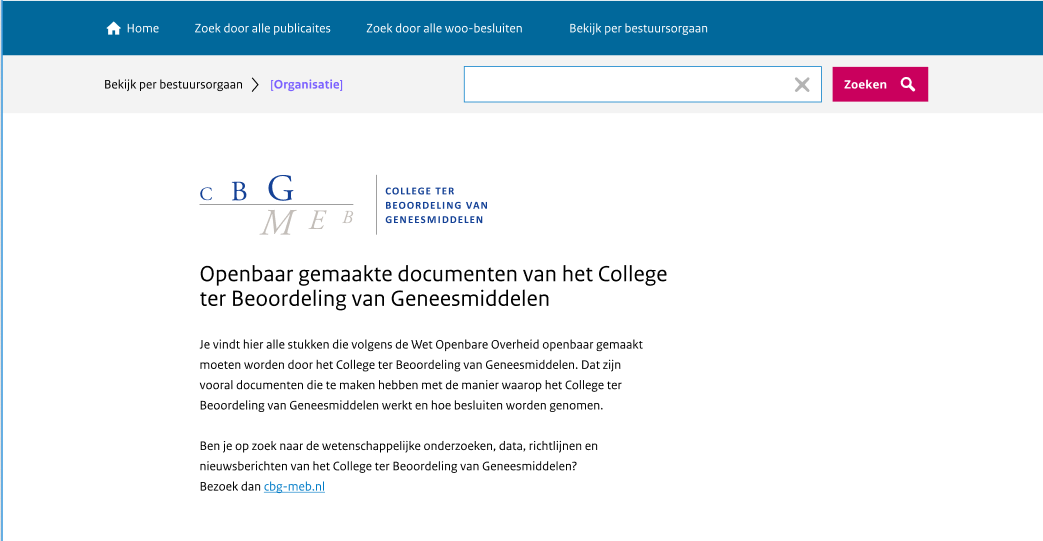 Home Zoek door alle publicaites Zoek door alle woo-besluiten Bekijk per bestuursorgaan
Bekijk per bestuursorgaan [Organisatie] Zoeken
C B G
M E B
COLLEGE TER
BEOORDELING VAN
GENEESMIDDELEN
Openbaar gemaakte documenten van het College
ter Beoordeling van Geneesmiddelen
Je vindt hier alle stukken die volgens de Wet Openbare Overheid openbaar gemaakt
moeten worden door het College ter Beoordeling van Geneesmiddelen. Dat zijn
vooral documenten die te maken hebben met de manier waarop het College ter
Beoordeling van Geneesmiddelen werkt en hoe besluiten worden genomen.
Ben je op zoek naar de wetenschappelijke onderzoeken, data, richtlijnen en
nieuwsberichten van het College ter Beoordeling van Geneesmiddelen?
Bezoek dan cbg-meb.nl